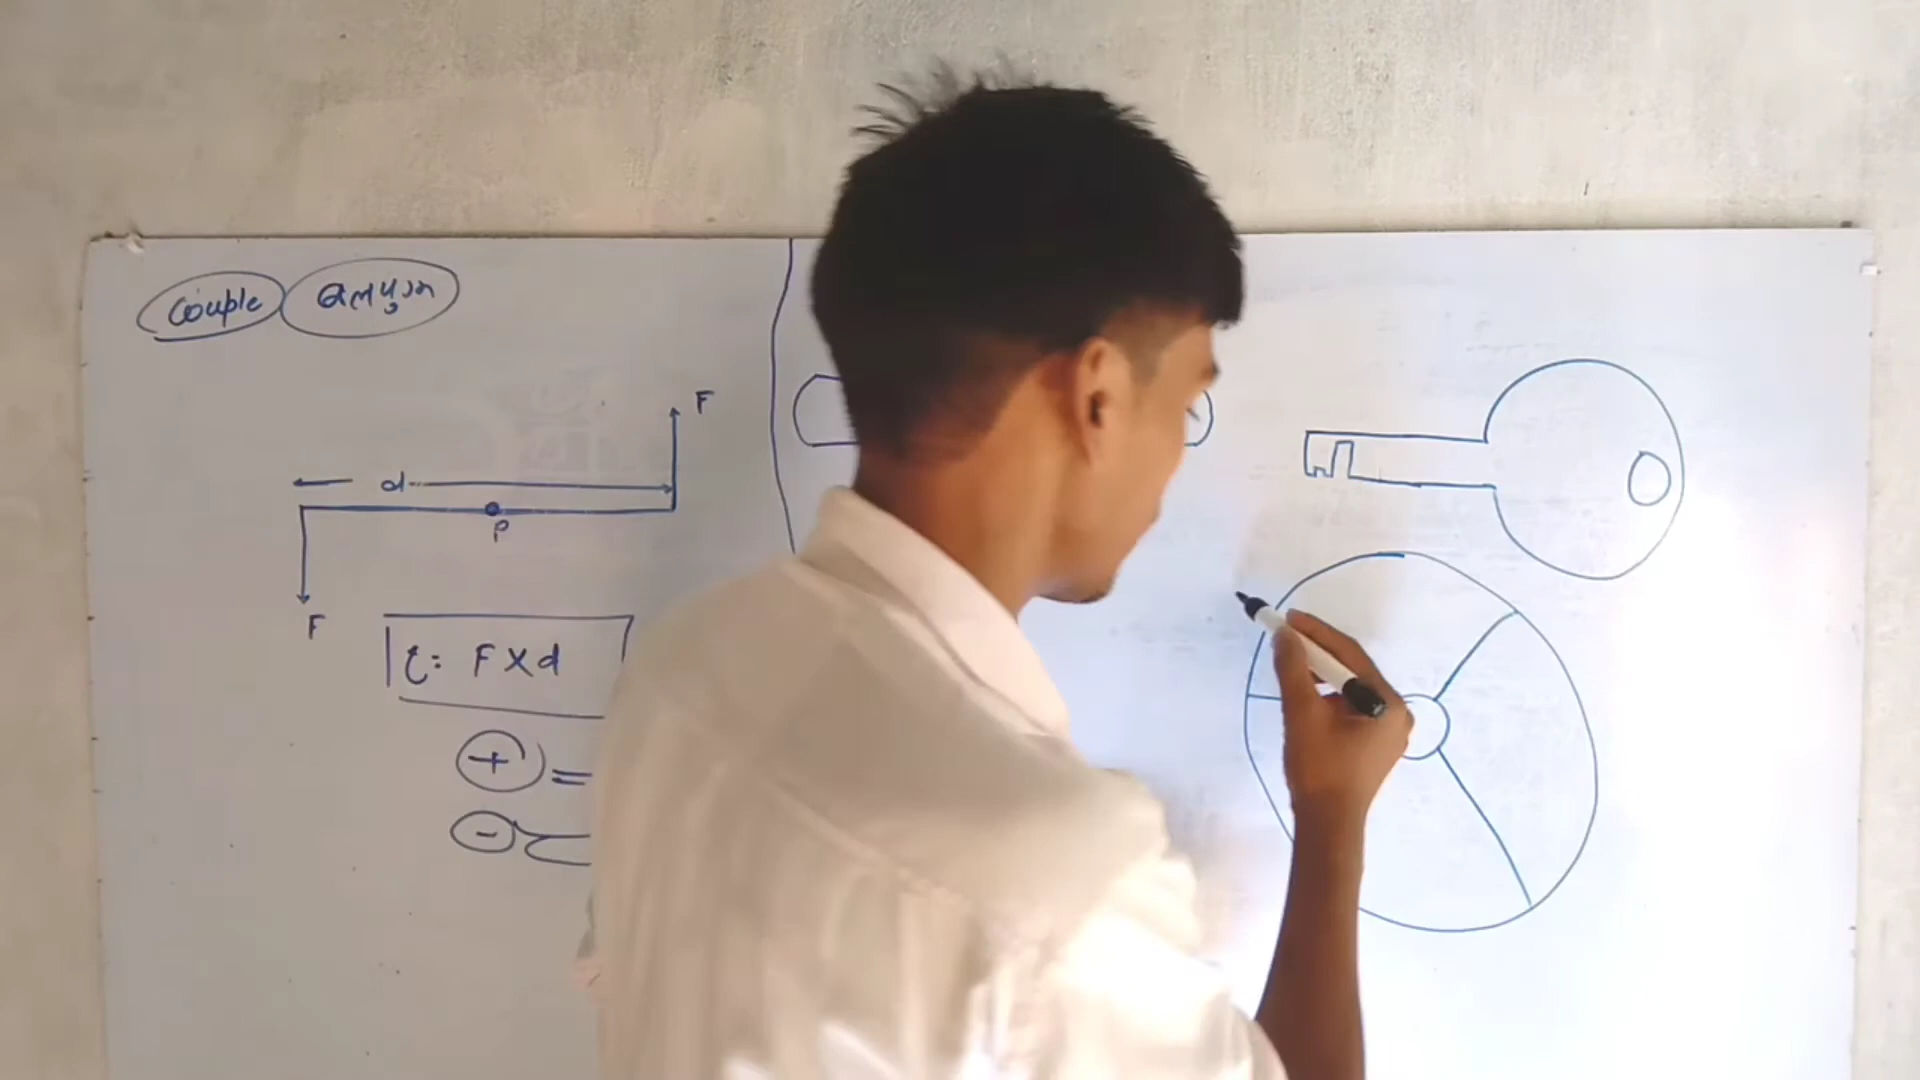 Couple
F
d
P
F
τ = F × d
+ =
-